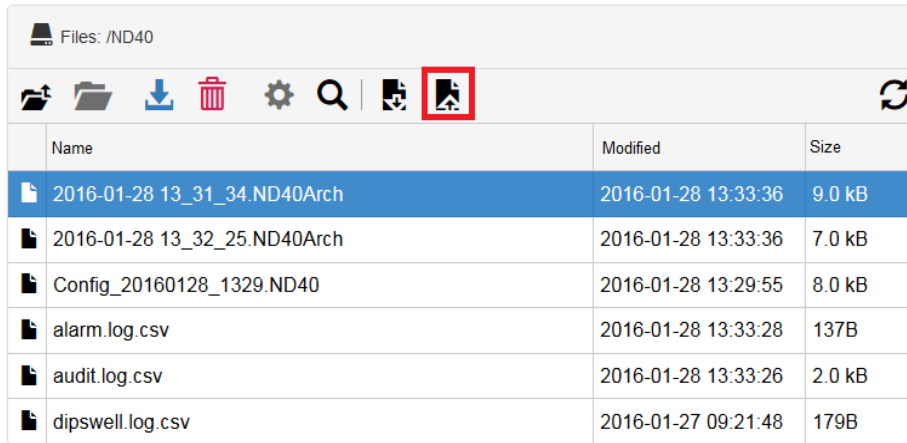 Files: /ND40
Name Modified Size
2016-01-28 13_31_34.ND40Arch 2016-01-28 13:33:36 9.0 kB
2016-01-28 13_32_25.ND40Arch 2016-01-28 13:33:36 7.0 kB
Config_20160128_1329.ND40 2016-01-28 13:29:55 8.0 kB
alarm.log.csv 2016-01-28 13:33:28 137B
audit.log.csv 2016-01-28 13:33:26 2.0 kB
dipswell.log.csv 2016-01-27 09:21:48 179B